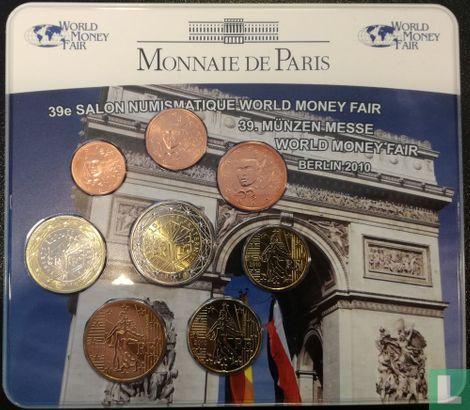 WORLD
MONEY
FAIR
WORLD
MONEY
FAIR
MONNAIE DE PARIS
39e SALON NUMISMATIQUE WORLD MONEY FAIR
39. MÜNZEN MESSE
WORLD MONEY FAIR
BERLIN 2010
L